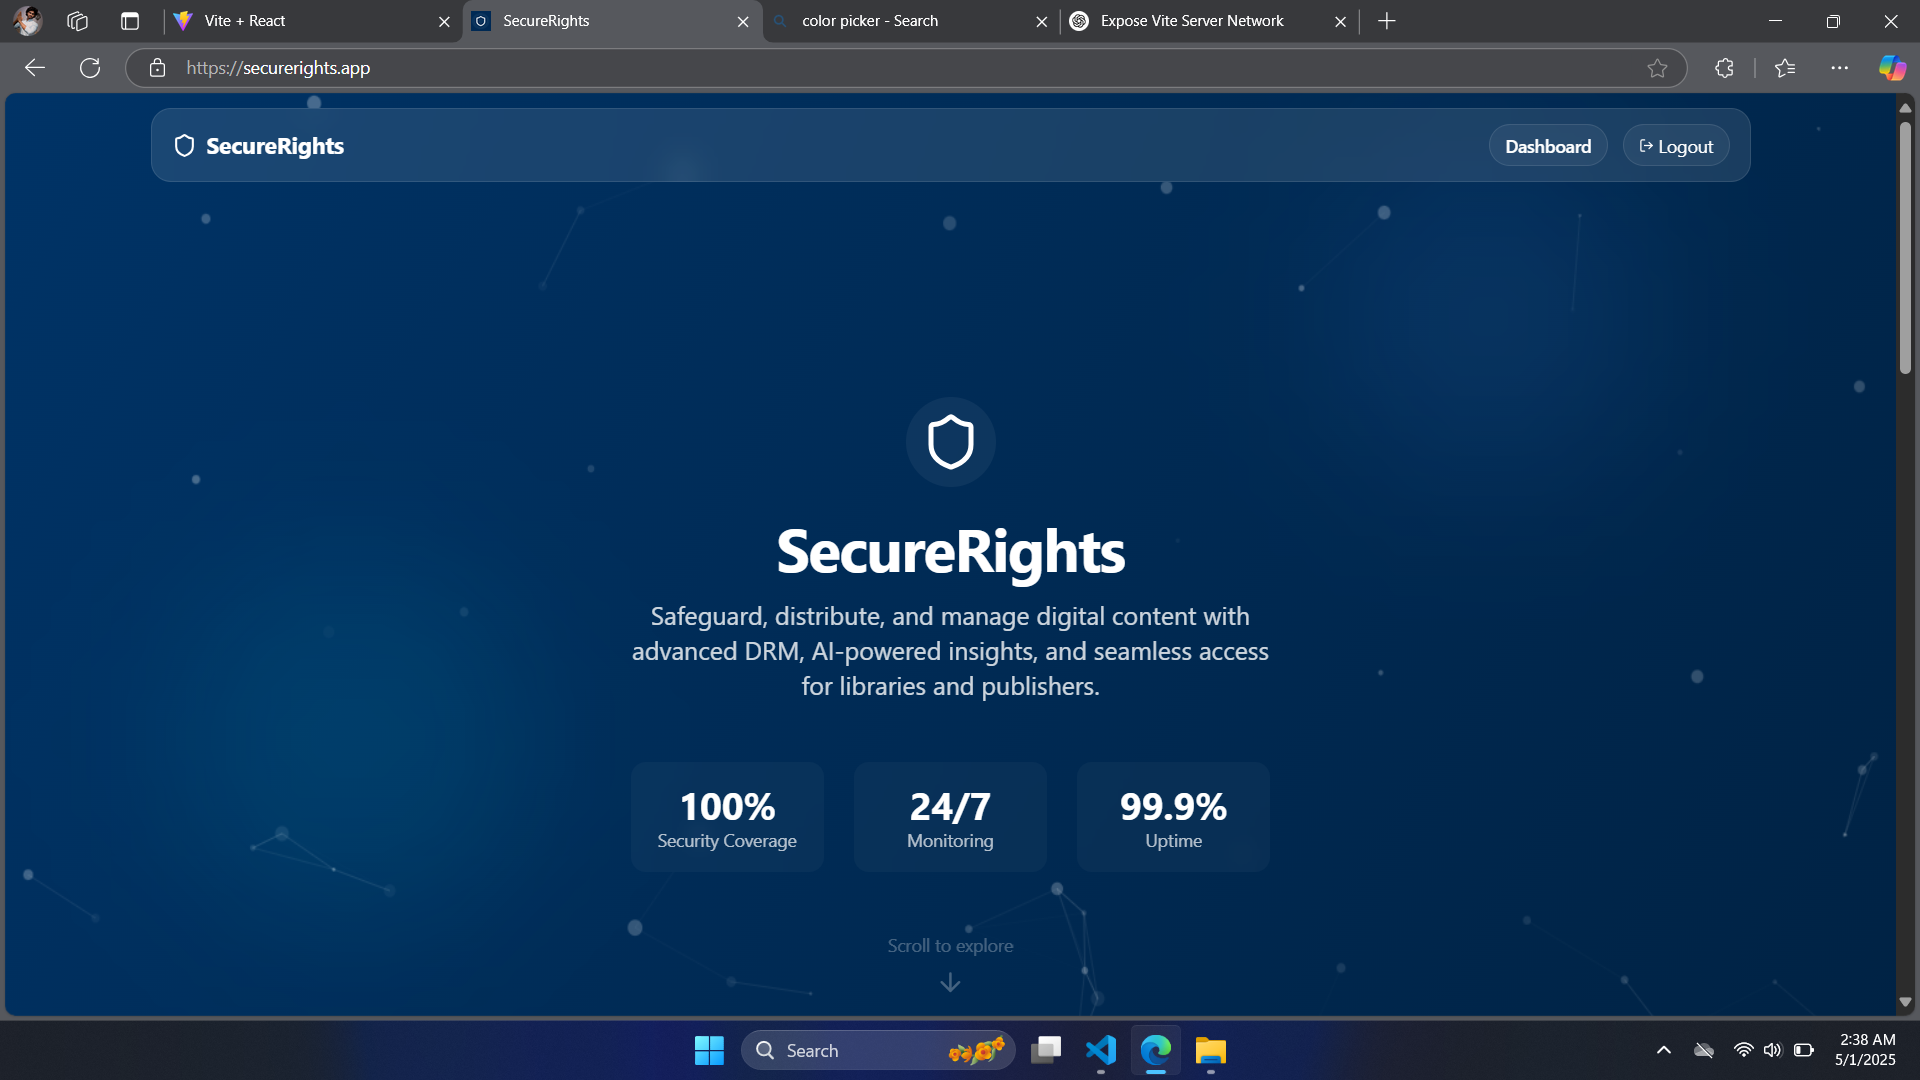 Vite + React
SecureRights
color picker - Search
Expose Vite Server Network
https://securerights.app
SecureRights
Dashboard
Logout
SecureRights
Safeguard, distribute, and manage digital content with
advanced DRM, AI-powered insights, and seamless access
for libraries and publishers.
100%
Security Coverage
24/7
Monitoring
99.9%
Uptime
Scroll to explore
Search
2:38 AM
5/1/2025